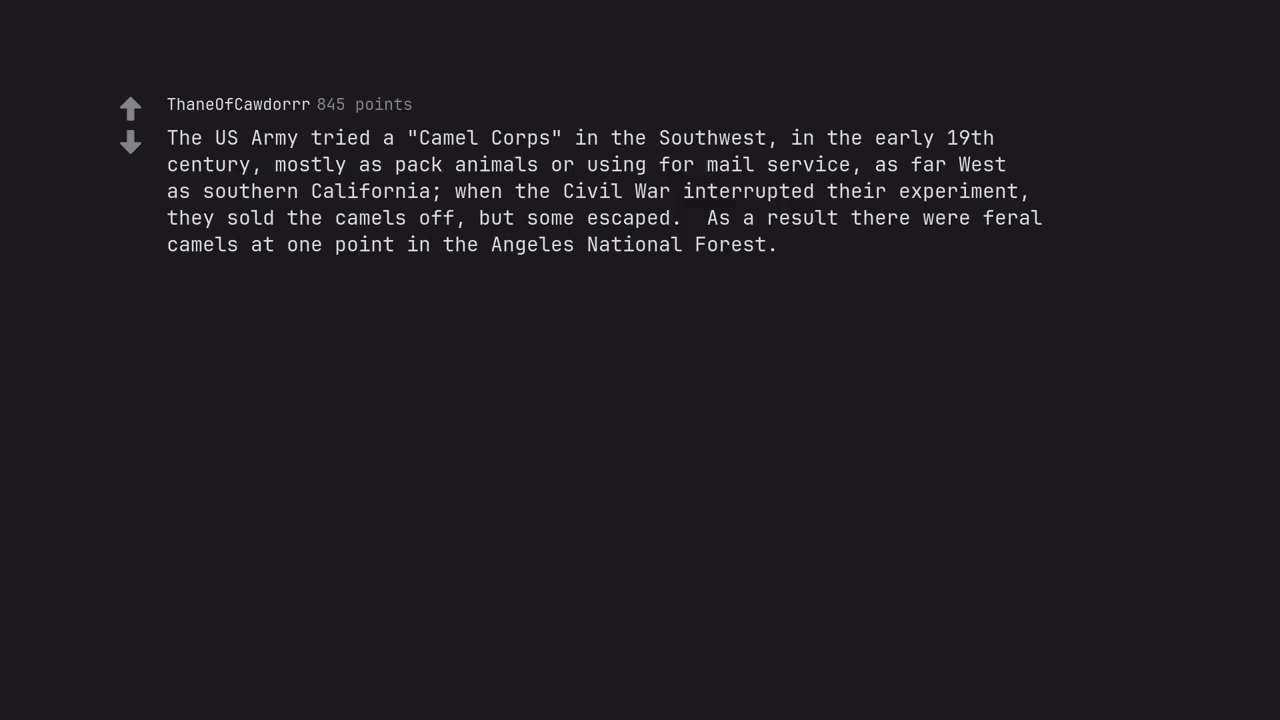 ThaneOfCawdorrr 845 points
The US Army tried a "Camel Corps" in the Southwest, in the early 19th
century, mostly as pack animals or using for mail service, as far West
as southern California; when the Civil War interrupted their experiment,
they sold the camels off, but some escaped.  As a result there were feral
camels at one point in the Angeles National Forest.